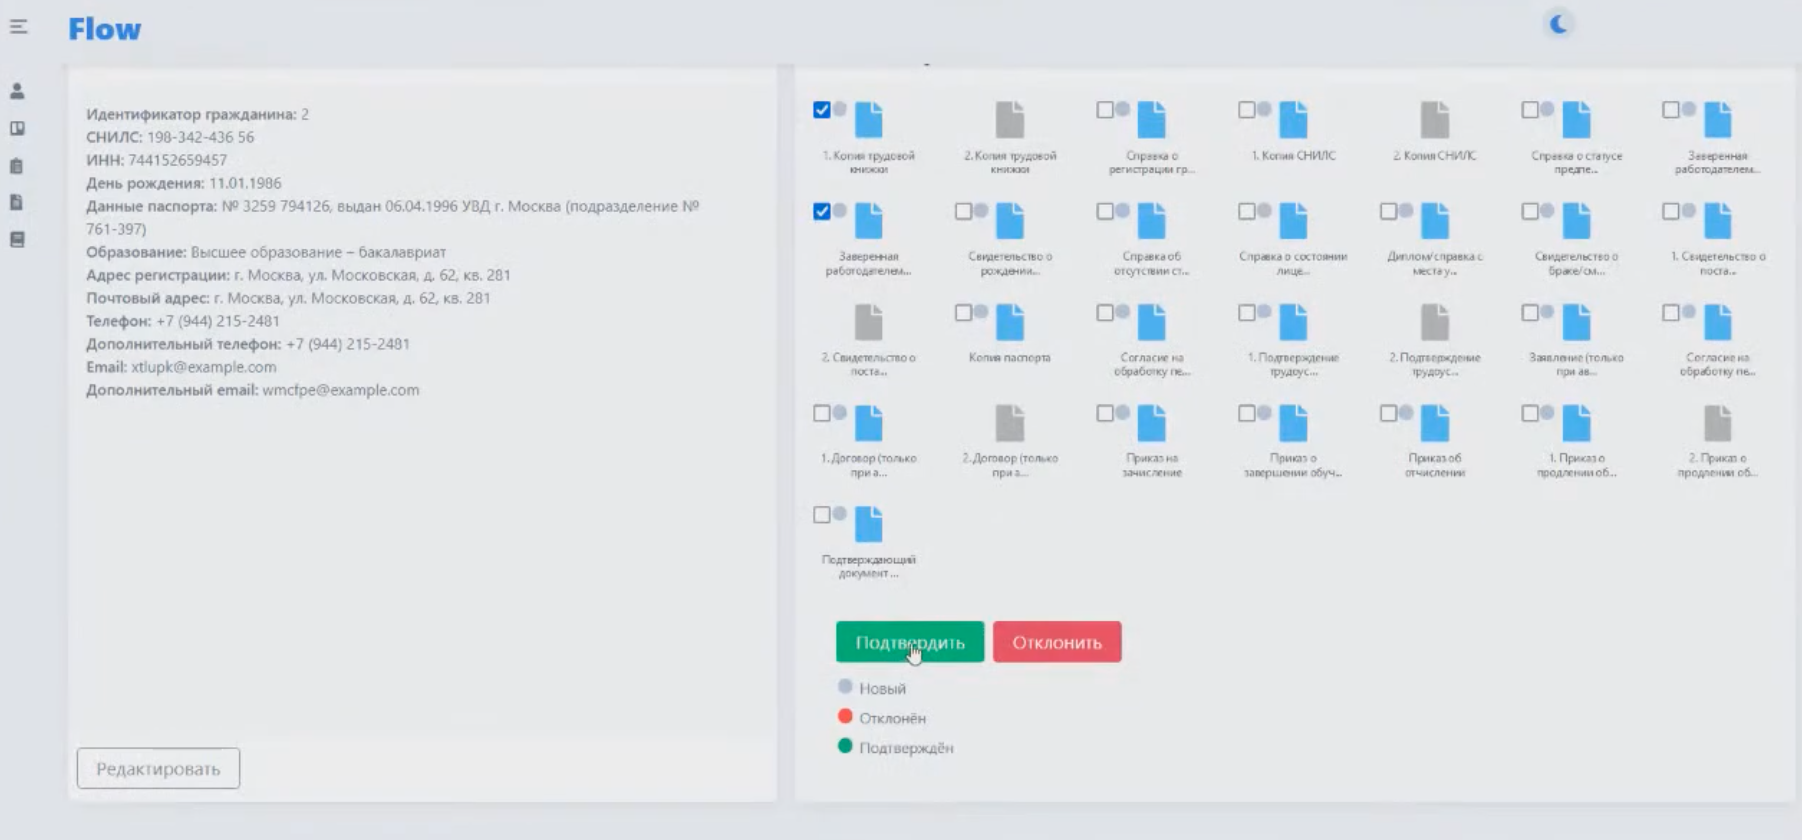 Flow
Идентификатор гражданина: 2
СНИЛС: 198-342-436 56
ИНН: 744152659457
День рождения: 11.01.1986
Данные паспорта: № 3259 794126, выдан 06.04.1996 УВД г. Москва (подразделение №
761-397)
Образование: Высшее образование – бакалавриат
Адрес регистрации: г. Москва, ул. Московская, д. 62, кв. 281
Почтовый адрес: г. Москва, ул. Московская, д. 62, кв. 281
Телефон: +7 (944) 215-2481
Дополнительный телефон: +7 (944) 215-2481
Email: xtlupk@example.com
Дополнительный email: wmcfpe@example.com
Редактировать
1. Копия трудовой
книжки
2. Копия трудовой
книжки
Справка о
регистрации гр...
1. Копия СНИЛС
2. Копия СНИЛС
Справка о статусе
предпе...
Заверенная
работодателем...
Заверенная
работодателем...
Свидетельство о
рождении...
Справка об
отсутствии ст...
Справка о состоянии
лице...
Диплом/справка с
места у...
Свидетельство о
браке/см...
1. Свидетельство о
поста...
2. Свидетельство о
поста...
Копия паспорта
Согласие на
обработку пе...
1. Подтверждение
трудоус...
2. Подтверждение
трудоус...
Заявление (только
при ав...
Согласие на
обработку пе...
1. Договор (только
при а...
2. Договор (только
при а...
Приказ на
зачисление
Приказ о
завершении обуч...
Приказ об
отчислении
1. Приказ о
продлении об...
2. Приказ о
продлении об...
Подтверждающий
документ ...
Подтвердить
Отклонить
Новый
Отклонён
Подтверждён